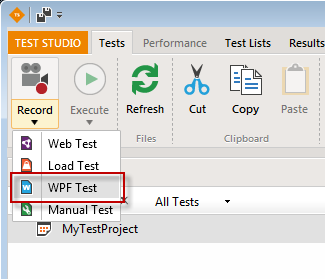 TS
TEST STUDIO Tests Performance Test Lists Results
Record Execute Refresh Cut Copy Paste
Files Clipboard
Web Test
Load Test
WPF Test
Manual Test
All Tests
MyTestProject